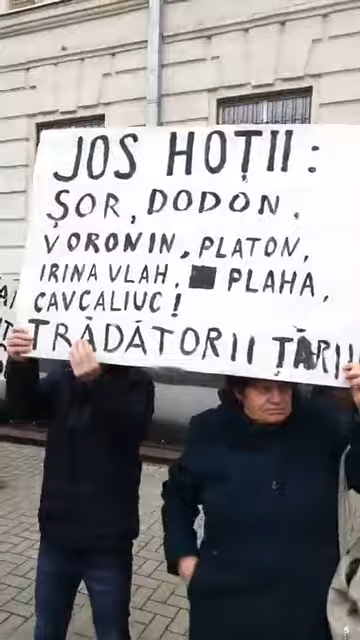 JOS HOȚII:
ȘOR, DODON,
VORONIN, PLATON,
IRINA VLAH, PLAHA,
CAVCALIUC!
TRĂDĂTORII ȚĂRII